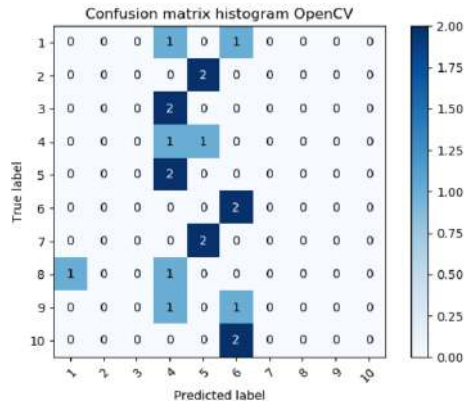 Confusion matrix histogram OpenCV
True label
1 0 0 0 1 0 1 0 0 0 0
2 0 0 0 0 2 0 0 0 0 0
3 0 0 0 2 0 0 0 0 0 0
4 0 0 0 1 1 0 0 0 0 0
5 0 0 0 2 0 0 0 0 0 0
6 0 0 0 0 0 2 0 0 0 0
7 0 0 0 0 2 0 0 0 0 0
8 1 0 0 1 0 0 0 0 0 0
9 0 0 0 1 0 1 0 0 0 0
10 0 0 0 0 0 2 0 0 0 0
1 2 3 4 5 6 7 8 9 10
Predicted label
2.00
1.75
1.50
1.25
1.00
0.75
0.50
0.25
0.00